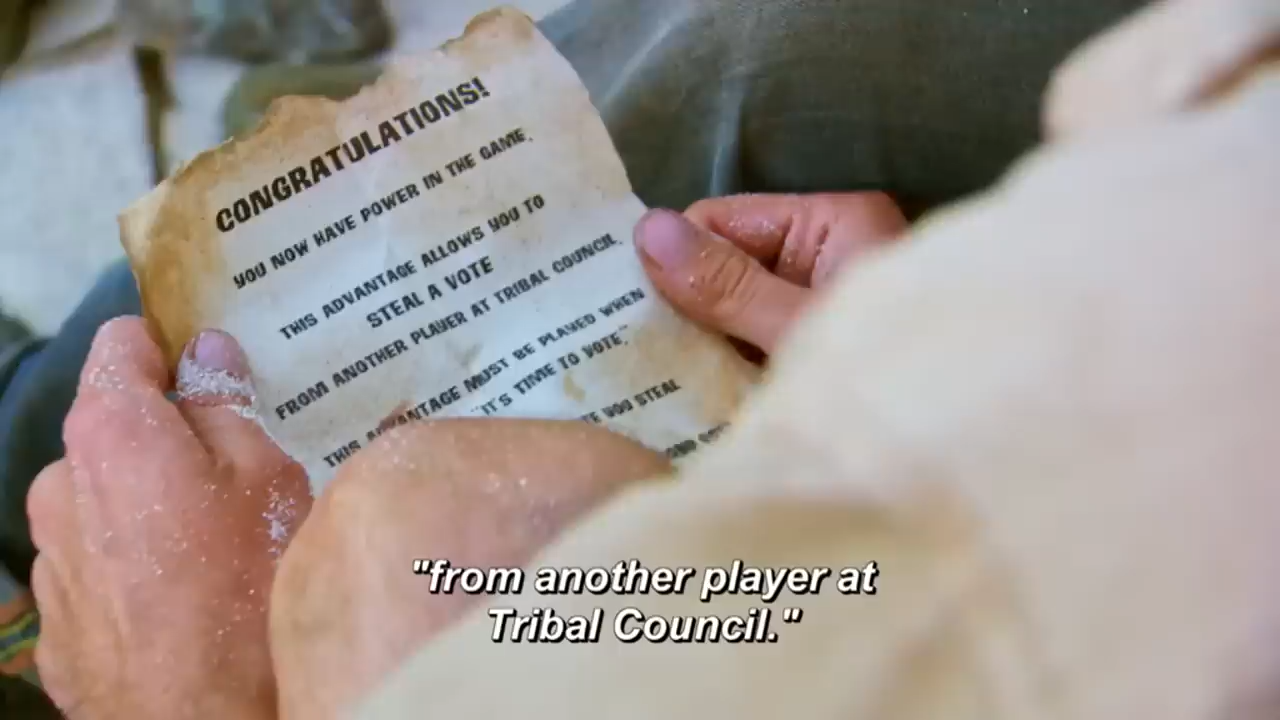 CONGRATULATIONS!
YOU NOW HAVE POWER IN THE GAME.
THIS ADVANTAGE ALLOWS YOU TO
STEAL A VOTE
FROM ANOTHER PLAYER AT TRIBAL COUNCIL.
THIS ADVANTAGE MUST BE PLAYED WHEN
"IT'S TIME TO VOTE."
YOU STEAL
"from another player at
Tribal Council."